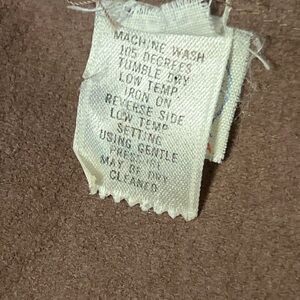 MACHINE WASH
105 DEGREES
TUMBLE DRY
LOW TEMP
IRON ON
REVERSE SIDE
LOW TEMP
SETTING
USING GENTLE
PRESSURE
MAY BE DRY
CLEANED